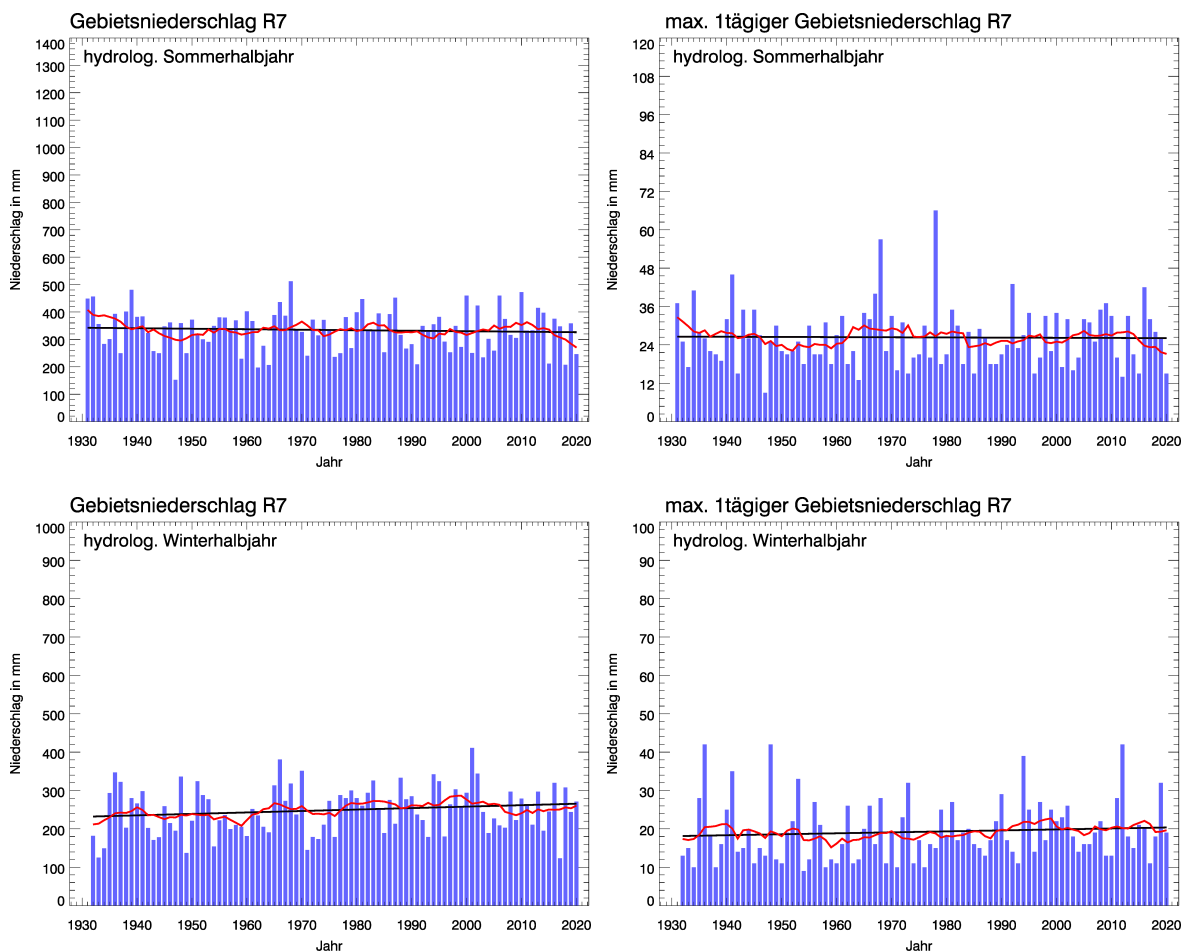 Gebietsniederschlag R7
hydrolog. Sommerhalbjahr
Niederschlag in mm
1400
1300
1200
1100
1000
900
800
700
600
500
400
300
200
100
0
1930 1940 1950 1960 1970 1980 1990 2000 2010 2020
Jahr
max. 1tägiger Gebietsniederschlag R7
hydrolog. Sommerhalbjahr
Niederschlag in mm
120
108
96
84
72
60
48
36
24
12
0
1930 1940 1950 1960 1970 1980 1990 2000 2010 2020
Jahr
Gebietsniederschlag R7
hydrolog. Winterhalbjahr
Niederschlag in mm
1000
900
800
700
600
500
400
300
200
100
0
1930 1940 1950 1960 1970 1980 1990 2000 2010 2020
Jahr
max. 1tägiger Gebietsniederschlag R7
hydrolog. Winterhalbjahr
Niederschlag in mm
100
90
80
70
60
50
40
30
20
10
0
1930 1940 1950 1960 1970 1980 1990 2000 2010 2020
Jahr